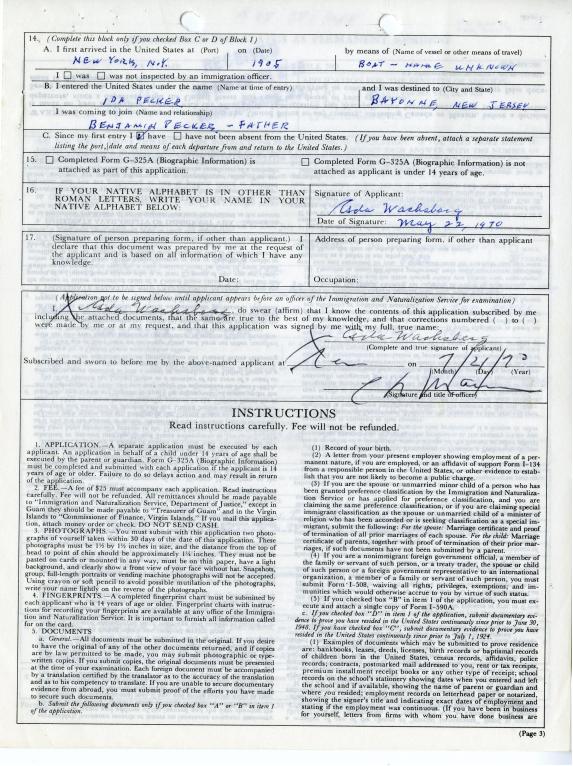 14. (Complete this block only if you checked Box C or D of Block 1)
A. I first arrived in the United States at (Port) on (Date) by means of (Name of vessel or other means of travel)
NEW YORK, N.Y. 1905 BOAT - NAME UNKNOWN
I was was not inspected by an immigration officer.
B. I entered the United States under the name (Name at time of entry) and I was destined to (City and State)
IDA PECKER BAYONNE, NEW JERSEY
I was coming to join (Name and relationship)
BENJAMIN PECKER - FATHER
C. Since my first entry I have have not been absent from the United States. (If you have been absent, attach a separate statement
listing the port, date and means of each departure from and return to the United States.)
15. Completed Form G-325A (Biographic Information) is
attached as part of this application.
Completed Form G-325A (Biographic Information) is not
attached as applicant is under 14 years of age.
16. IF YOUR NATIVE ALPHABET IS IN OTHER THAN
ROMAN LETTERS, WRITE YOUR NAME IN YOUR
NATIVE ALPHABET BELOW:
Signature of Applicant:
Ada Wachsberg
Date of Signature: May 22, 1970
17. (Signature of person preparing form, if other than applicant.) I
declare that this document was prepared by me at the request of
the applicant and is based on all information of which I have any
knowledge.
Date:
Address of person preparing form, if other than applicant
Occupation:
(Application not to be signed below until applicant appears before an officer of the Immigration and Naturalization Service for examination)
I, Ada Wachsberg, do swear (affirm) that I know the contents of this application subscribed by me
including the attached documents, that the same are true to the best of my knowledge, and that corrections numbered ( ) to ( )
were made by me or at my request, and that this application was signed by me with my full, true name:
Ada Wachsberg
(Complete and true signature of applicant)
Subscribed and sworn to before me by the above-named applicant at on 7/21/70
(Month) (Day) (Year)
(Signature and title of officer)
INSTRUCTIONS
Read instructions carefully. Fee will not be refunded.
1. APPLICATION.—A separate application must be executed by each
applicant. An application in behalf of a child under 14 years of age shall be
executed by the parent or guardian. Form G-325A (Biographic Information)
must be completed and submitted with each application if the applicant is 14
years of age or older. Failure to do so delays action and may result in return
of the application.
2. FEE.—A fee of $25 must accompany each application. Read instructions
carefully. Fee will not be refunded. All remittances should be made payable
to "Immigration and Naturalization Service, Department of Justice," except in
Guam they should be made payable to "Treasurer of Guam" and in the Virgin
Islands to "Commissioner of Finance, Virgin Islands." If you mail this applica-
tion, attach money order or check. DO NOT SEND CASH.
3. PHOTOGRAPHS.—You must submit with this application two photo-
graphs of yourself taken within 30 days of the date of this application. These
photographs must be 1½ by 1½ inches in size, and the distance from the top of
head to point of chin should be approximately 1¼ inches. They must not be
pasted on cards or mounted in any way, must be on thin paper, have a light
background, and clearly show a front view of your face without hat. Snapshots,
group, full-length portraits or vending machine photographs will not be accepted.
Using crayon or soft pencil to avoid possible mutilation of the photographs,
write your name lightly on the reverse of the photographs.
4. FINGERPRINTS.—A completed fingerprint chart must be submitted by
each applicant who is 14 years of age or older. Fingerprint charts with instruc-
tions for recording your fingerprints are available at any office of the Immigra-
tion and Naturalization Service. It is important to furnish all information called
for on the card.
5. DOCUMENTS
a. General.—All documents must be submitted in the original. If you desire
to have the original of any of the other documents returned, and if copies
are by law permitted to be made, you may submit photographic or type-
written copies. If you submit copies, the original documents must be presented
at the time of your examination. Each foreign document must be accompanied
by a translation certified by the translator as to the accuracy of the translation
and as to his competency to translate. If you are unable to secure documentary
evidence from abroad, you must submit proof of the efforts you have made
to secure such documents.
b. Submit the following documents only if you checked box "A" or "B" in item 1
of the application.
(1) Record of your birth.
(2) A letter from your present employer showing employment of a per-
manent nature, if you are employed, or an affidavit of support Form I-134
from a responsible person in the United States, or other evidence to estab-
lish that you are not likely to become a public charge.
(3) If you are the spouse or unmarried minor child of a person who has
been granted preference classification by the Immigration and Naturaliza-
tion Service or has applied for preference classification, and you are
claiming the same preference classification, or if you are claiming special
immigrant classification as the spouse or unmarried child of a minister of
religion who has been accorded or is seeking classification as a special im-
migrant, submit the following: For the spouse: Marriage certificate and proof
of termination of all prior marriages of each spouse. For the child: Marriage
certificate of parents, together with proof of termination of their prior mar-
riages, if such documents have not been submitted by a parent.
(4) If you are a nonimmigrant foreign government official, a member of
the family or servant of such person, or a treaty trader, the spouse or child
of such person or a foreign government representative to an international
organization, a member of a family or servant of such person, you must
submit Form I-508, waiving all rights, privileges, exemptions; and im-
munities which would otherwise accrue to you by virtue of such status.
(5) If you checked box "B" in item 1 of the application, you must ex-
ecute and attach a single copy of Form I-590A.
c. If you checked box "D" in item 1 of the application, submit documentary evi-
dence to prove you have resided in the United States continuously since prior to June 30,
1948. If you have checked box "C", submit documentary evidence to prove you have
resided in the United States continuously since prior to July 1, 1924.
(1) Examples of documents which may be submitted to prove residence
are: bankbooks, leases, deeds, licenses, birth records or baptismal records
of children born in the United States, census records, affidavits, police
records; contracts, postmarked mail addressed to you, rent or tax receipts,
premium installment receipt books or any other type of receipt; school
records on the school's stationery showing dates when you entered and left
the school and if available, showing the name of parent or guardian and
where you resided; employment records on letterhead paper or notarized,
showing the signer's title and indicating exact dates of employment and
stating if the employment was continuous. (If you have been in business
for yourself, letters from firms with whom you have done business are
(Page 3)